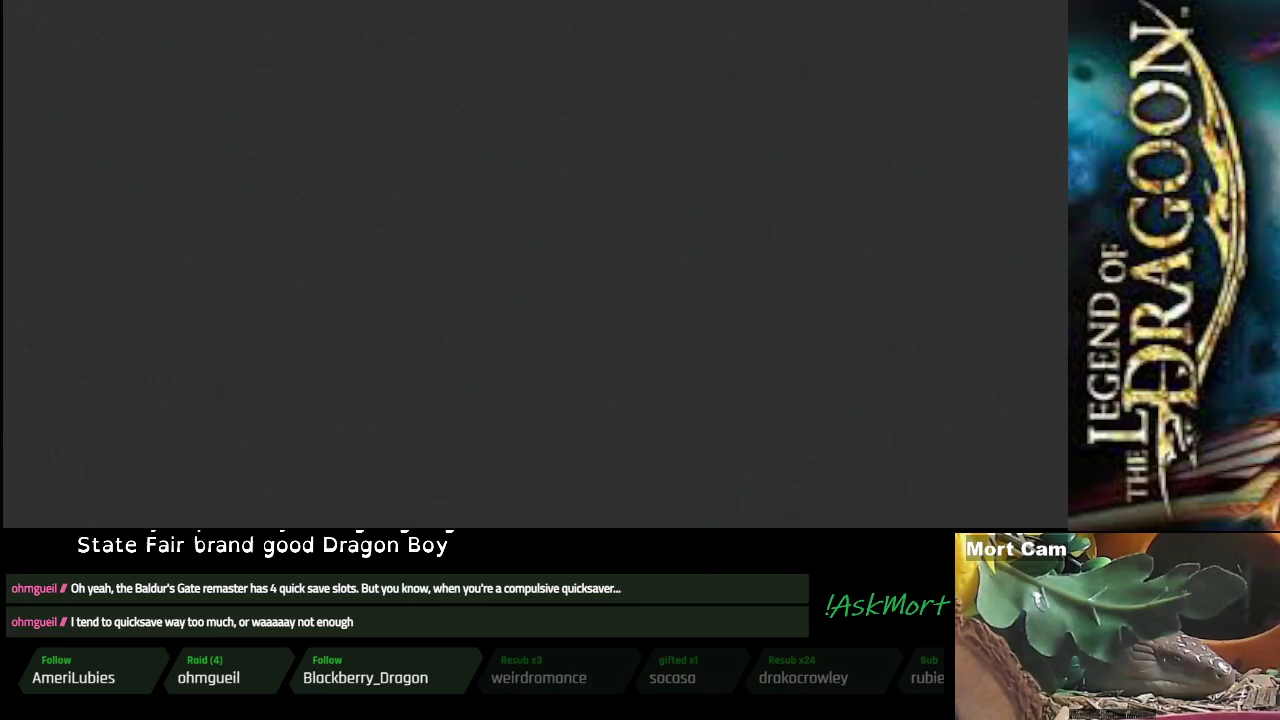 THE LEGEND OF
DRAGOON
State Fair brand good Dragon Boy
ohmgueil // Oh yeah, the Baldur's Gate remaster has 4 quick save slots. But you know, when you're a compulsive quicksaver...
ohmgueil // I tend to quicksave way too much, or waaaaay not enough
!AskMort
Mort Cam
Follow
AmeriLubies
Raid (4)
ohmgueil
Follow
Blackberry_Dragon
Resub x3
weirdromance
gifted x1
socasa
Resub x24
drakocrowley
Sub
rubie